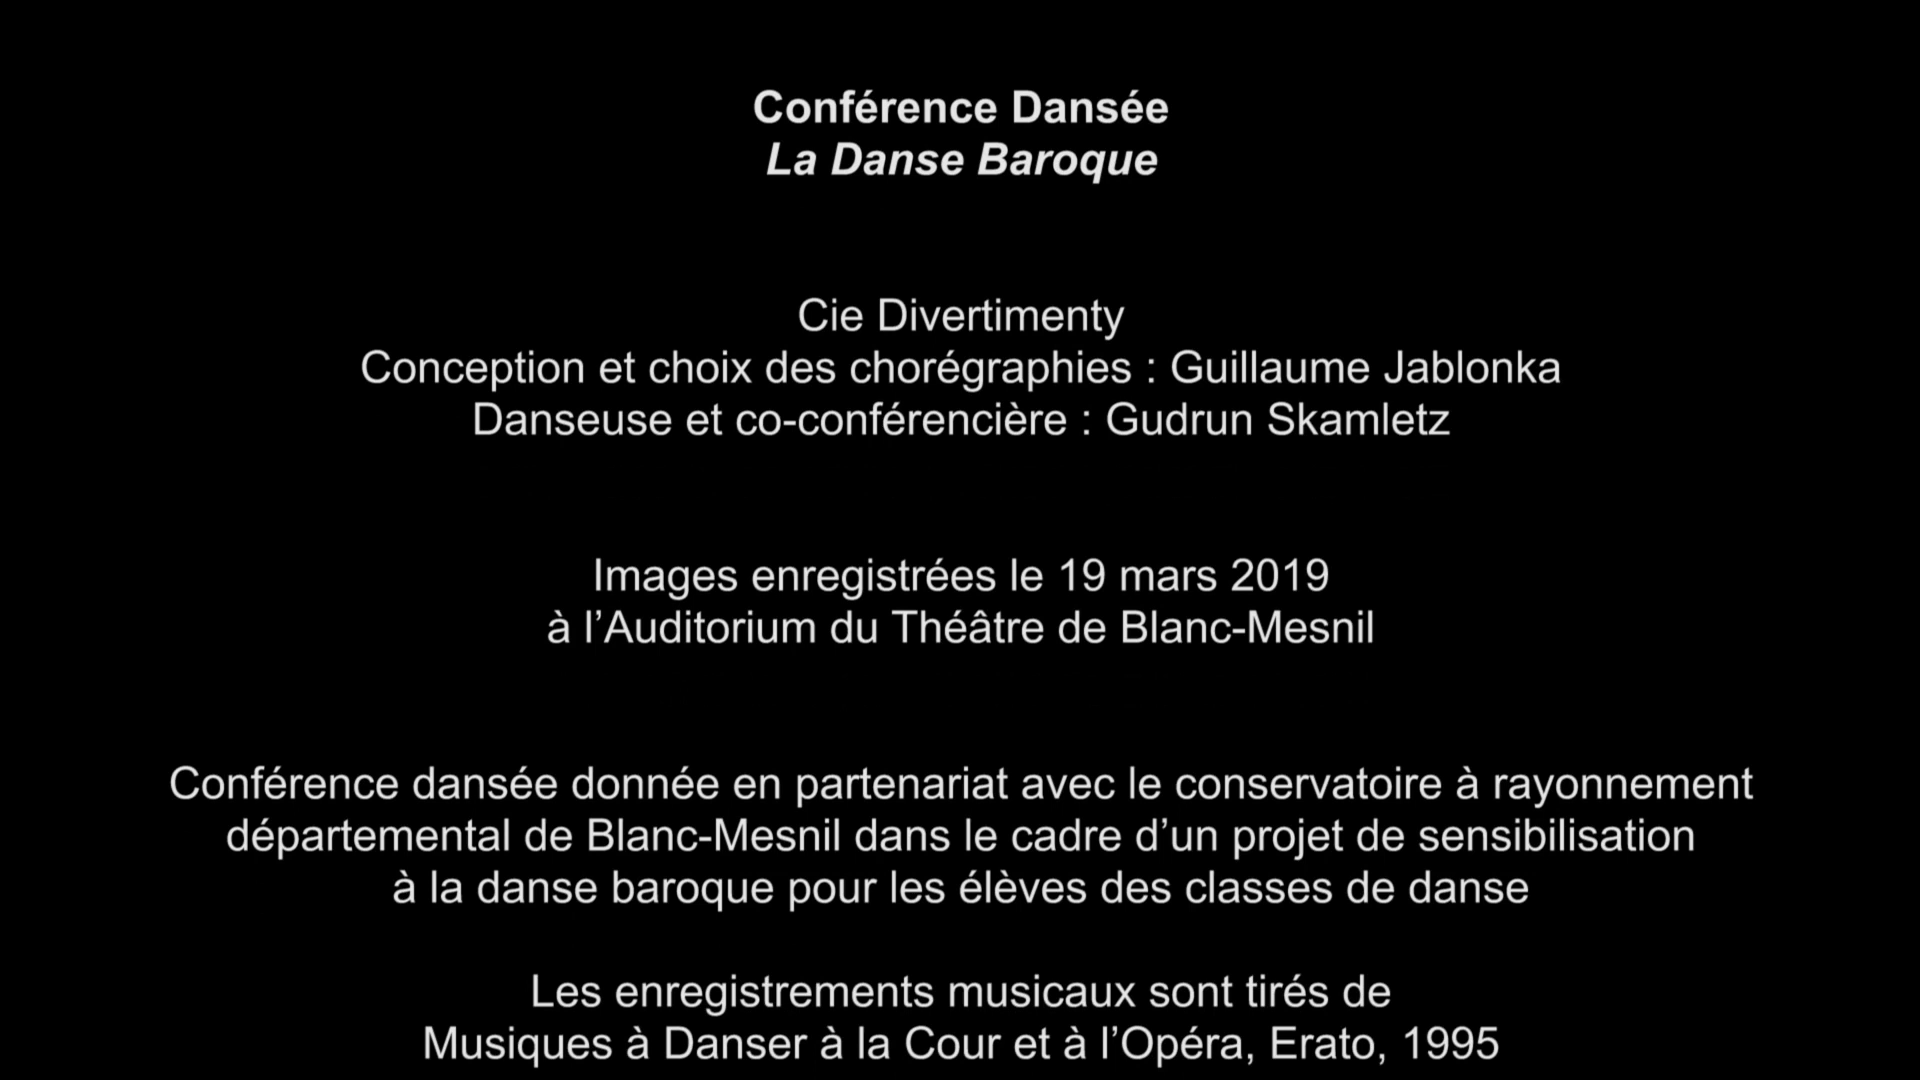 Conférence Dansée
La Danse Baroque
Cie Divertimenty
Conception et choix des chorégraphies : Guillaume Jablonka
Danseuse et co-conférencière : Gudrun Skamletz
Images enregistrées le 19 mars 2019
à l’Auditorium du Théâtre de Blanc-Mesnil
Conférence dansée donnée en partenariat avec le conservatoire à rayonnement
départemental de Blanc-Mesnil dans le cadre d’un projet de sensibilisation
à la danse baroque pour les élèves des classes de danse
Les enregistrements musicaux sont tirés de
Musiques à Danser à la Cour et à l’Opéra, Erato, 1995